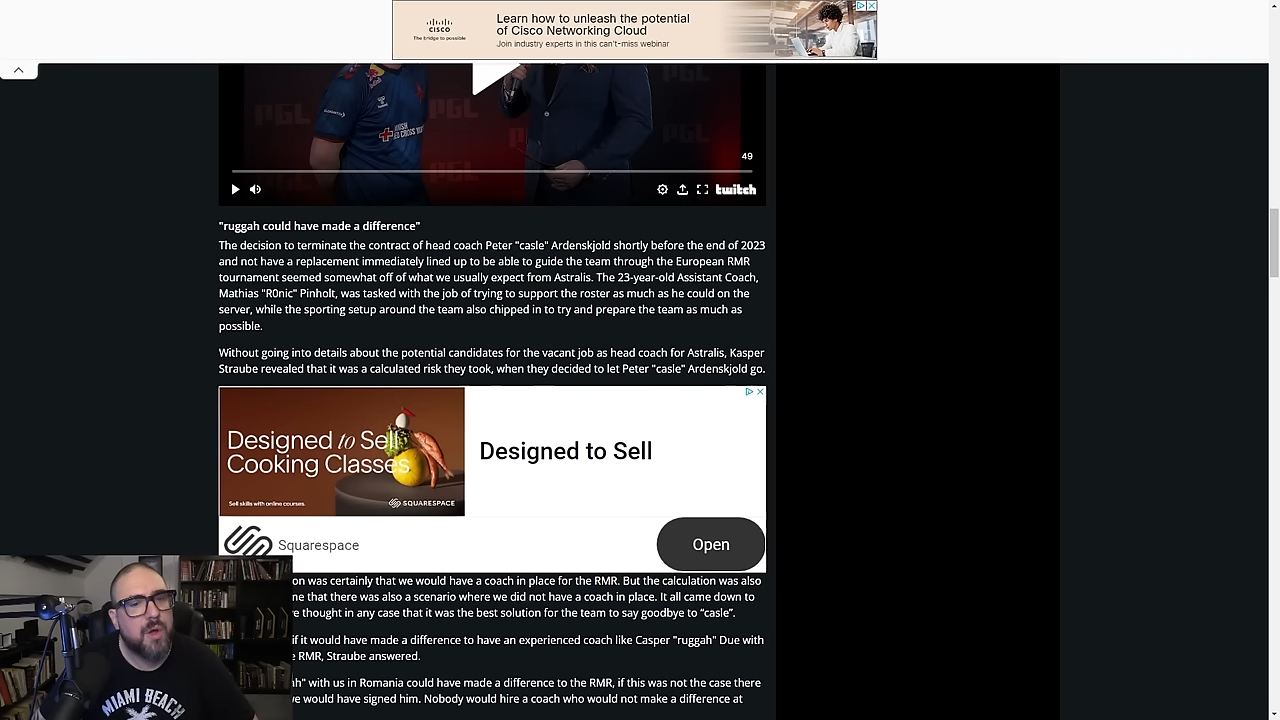 CISCO
The bridge to possible
Learn how to unleash the potential
of Cisco Networking Cloud
Join industry experts in this can't-miss webinar
PGL
PGL
PGL
49
twitch
"ruggah could have made a difference"
The decision to terminate the contract of head coach Peter "casle" Ardenskjold shortly before the end of 2023
and not have a replacement immediately lined up to be able to guide the team through the European RMR
tournament seemed somewhat off of what we usually expect from Astralis. The 23-year-old Assistant Coach,
Mathias "R0nic" Pinholt, was tasked with the job of trying to support the roster as much as he could on the
server, while the sporting setup around the team also chipped in to try and prepare the team as much as
possible.
Without going into details about the potential candidates for the vacant job as head coach for Astralis, Kasper
Straube revealed that it was a calculated risk they took, when they decided to let Peter "casle" Ardenskjold go.
Designed to Sell
Cooking Classes
Sell skills with online courses.
SQUARESPACE
Designed to Sell
Squarespace
Open
on was certainly that we would have a coach in place for the RMR. But the calculation was also
ne that there was also a scenario where we did not have a coach in place. It all came down to
thought in any case that it was the best solution for the team to say goodbye to “casle”.
if it would have made a difference to have an experienced coach like Casper "ruggah" Due with
RMR, Straube answered.
with us in Romania could have made a difference to the RMR, if this was not the case there
we would have signed him. Nobody would hire a coach who would not make a difference at
MIAMI BEACH